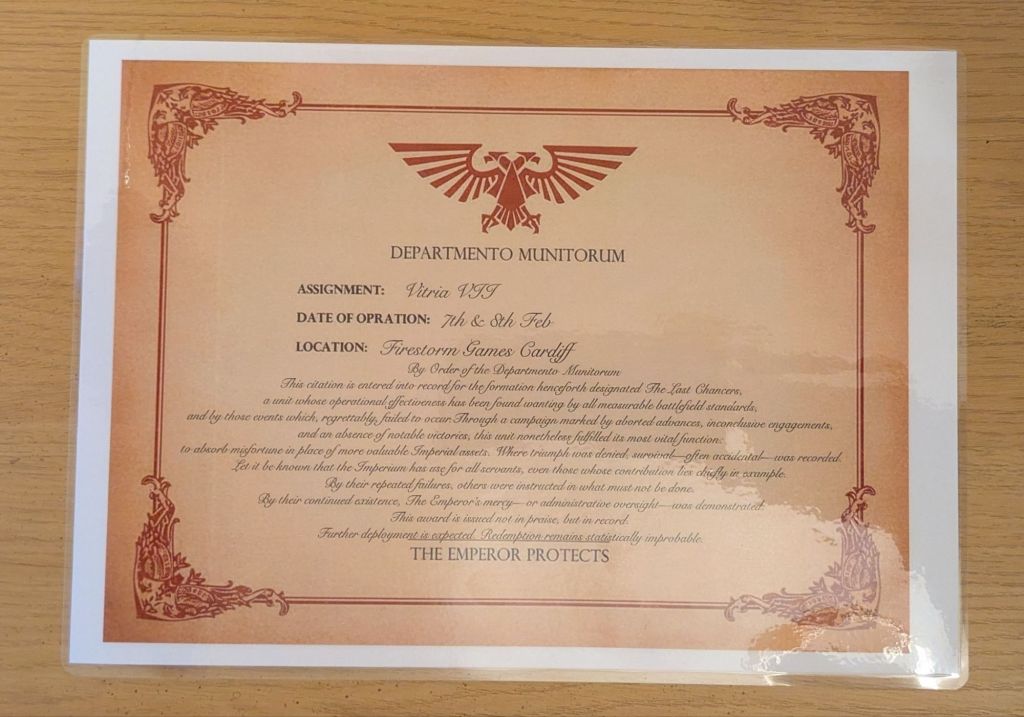 DEPARTMENTO MUNITORUM
ASSIGNMENT: Vitria VII
DATE OF OPRATION: 7th & 8th Feb
LOCATION: Firestorm Games Cardiff
By Order of the Departmento Munitorum
This citation is entered into record for the formation henceforth designated The Last Chancers,
a unit whose operational effectiveness has been found wanting by all measurable battlefield standards,
and by those events which, regrettably, failed to occur.Through a campaign marked by aborted advances, inconclusive engagements,
and an absence of notable victories, this unit nonetheless fulfilled its most vital function:
to absorb misfortune in place of more valuable Imperial assets. Where triumph was denied, survival—often accidental—was recorded.
Let it be known that the Imperium has use for all servants, even those whose contribution lies chiefly in example.
By their repeated failures, others were instructed in what must not be done.
By their continued existence, The Emperor's mercy—or administrative oversight—was demonstrated.
This award is issued not in praise, but in record.
Further deployment is expected. Redemption remains statistically improbable.
THE EMPEROR PROTECTS